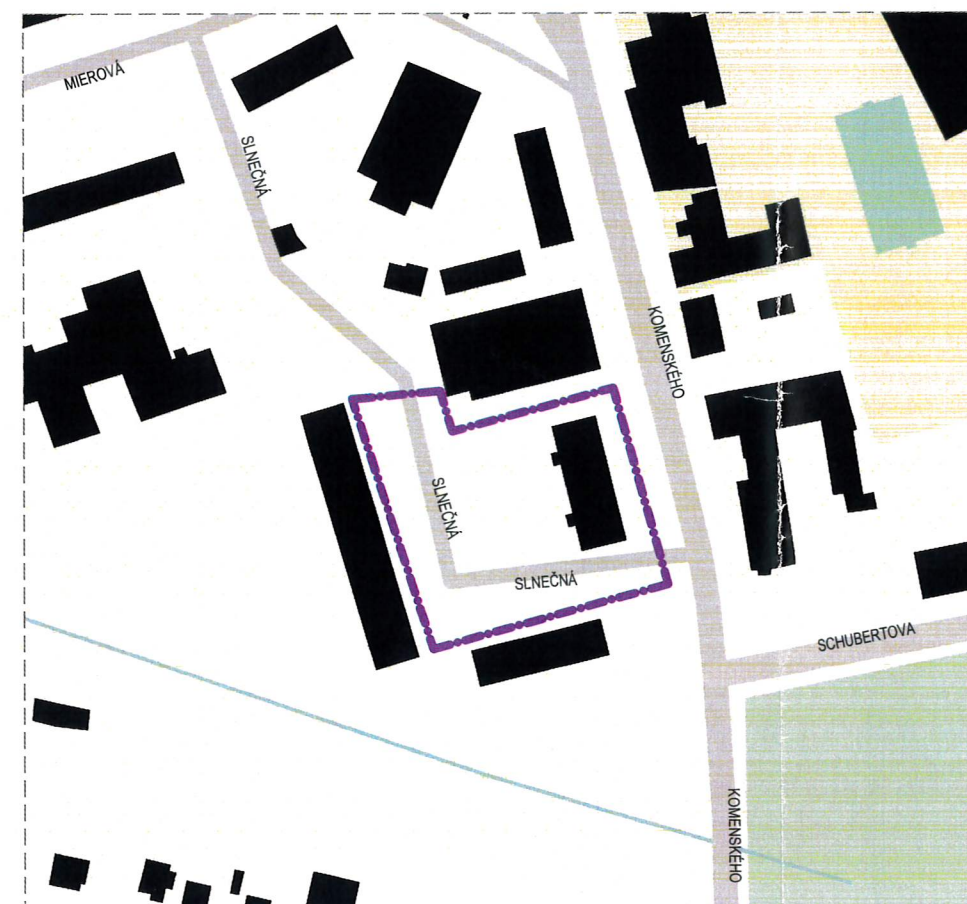 MIEROVÁ
SLNEČNÁ
KOMENSKÉHO
SLNEČNÁ
SLNEČNÁ
SCHUBERTOVA
KOMENSKÉHO